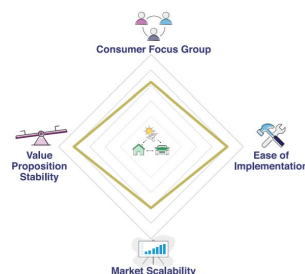 Consumer Focus Group
Value
Proposition
Stability
Ease of
Implementation
Market Scalability